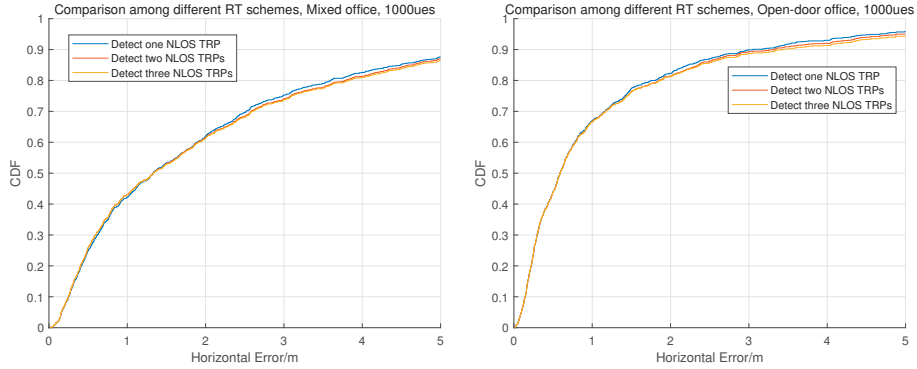 Comparison among different RT schemes, Mixed office, 1000ues
1
0.9
0.8
0.7
0.6
0.5
0.4
0.3
0.2
0.1
0
CDF
Detect one NLOS TRP
Detect two NLOS TRPs
Detect three NLOS TRPs
0 1 2 3 4 5
Horizontal Error/m
Comparison among different RT schemes, Open-door office, 1000ues
1
0.9
0.8
0.7
0.6
0.5
0.4
0.3
0.2
0.1
0
CDF
Detect one NLOS TRP
Detect two NLOS TRPs
Detect three NLOS TRPs
0 1 2 3 4 5
Horizontal Error/m